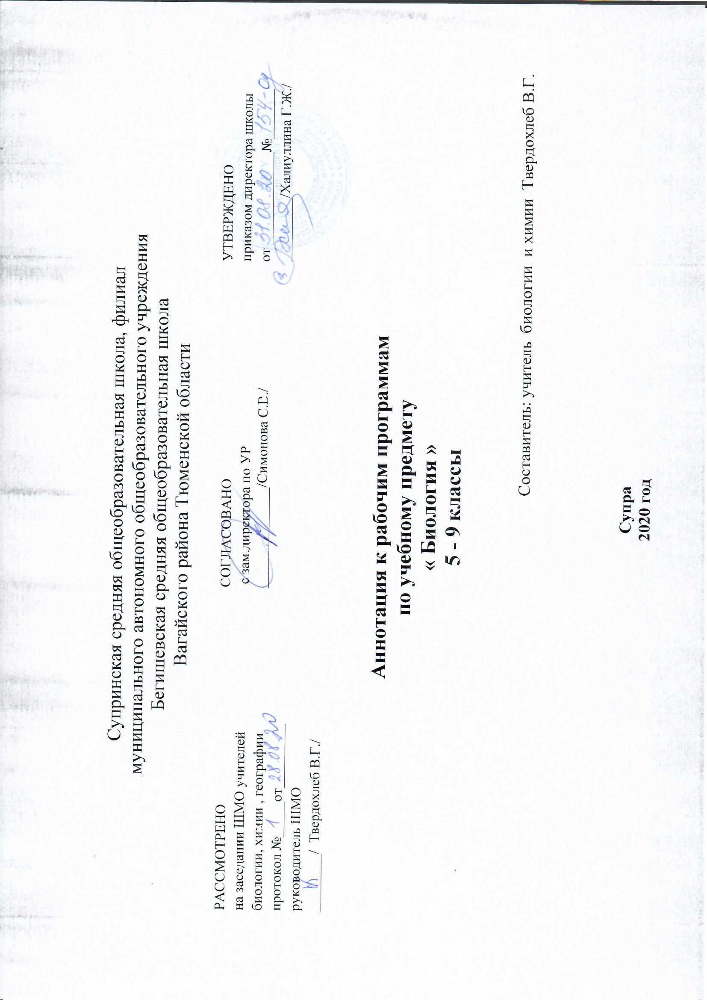 Супринская средняя общеобразовательная школа, филиал
муниципального автономного общеобразовательного учреждения
Бегишевская средняя общеобразовательная школа
Вагайского района Тюменской области
РАССМОТРЕНО
на заседании ШМО учителей
биологии, химии , географии
протокол № 1 от 28.08.20
руководитель ШМО
/ Твердохлеб В.Г./
СОГЛАСОВАНО
с зам.директора по УР
/Симонова С.Е./
УТВЕРЖДЕНО
приказом директора школы
от 31.08.20 № 154-од
/Халиуллина Г.Ж./
Аннотация к рабочим программам
по учебному предмету
« Биология »
5 - 9 классы
Составитель: учитель биологии и химии Твердохлеб В.Г.
Супра
2020 год